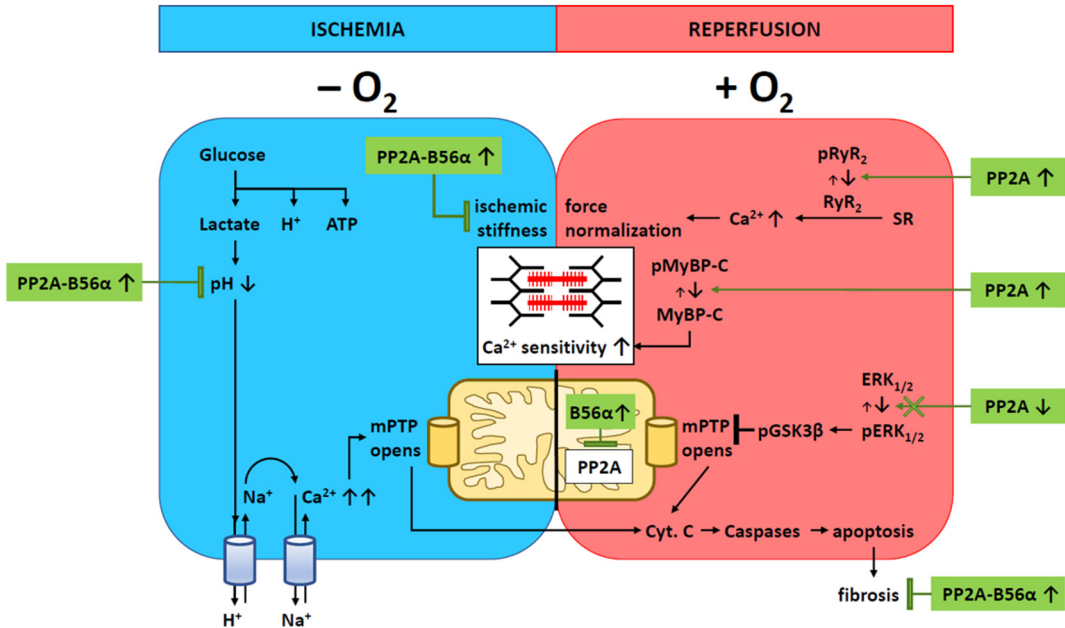 ISCHEMIA
REPERFUSION
– O₂
+ O₂
Glucose
Lactate
H⁺
ATP
PP2A-B56α ↑
pH ↓
PP2A-B56α ↑
ischemic
stiffness
force
normalization
Ca²⁺ ↑
SR
pRyR₂
↑↓
RyR₂
PP2A ↑
pMyBP-C
↑↓
MyBP-C
PP2A ↑
Ca²⁺ sensitivity ↑
ERK₁/₂
↑↓
pERK₁/₂
PP2A ↓
pGSK3β
mPTP
opens
B56α↑
PP2A
mPTP
opens
Na⁺
Ca²⁺ ↑ ↑
Cyt. C
Caspases
apoptosis
fibrosis
PP2A-B56α ↑
H⁺
Na⁺